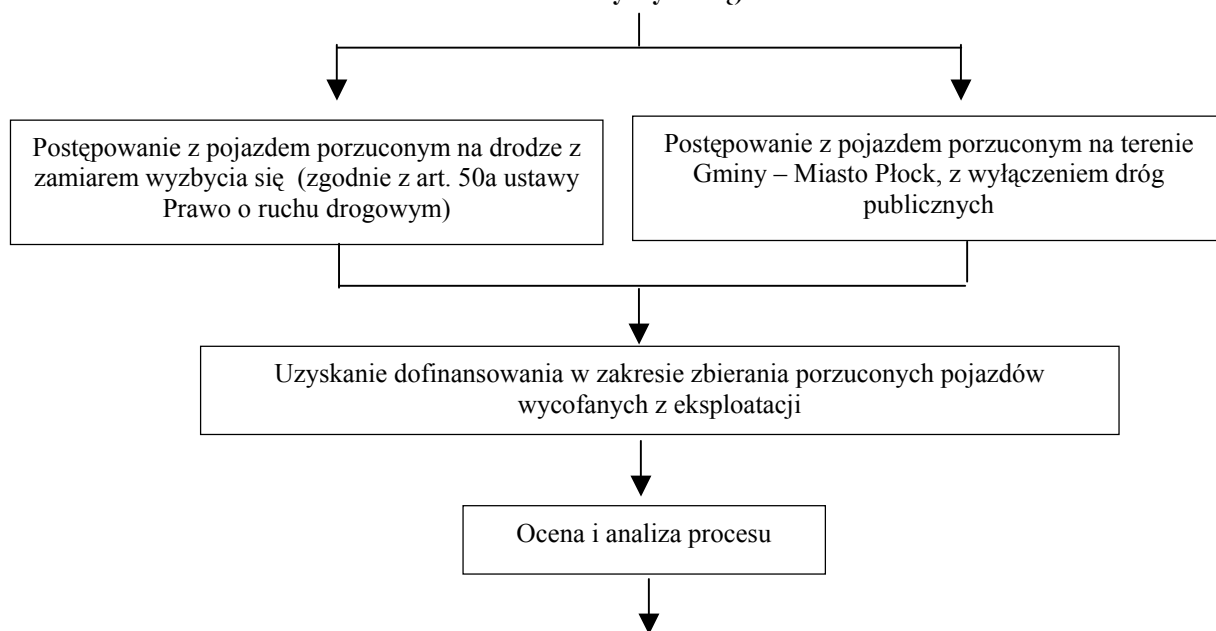 Postępowanie z pojazdem porzuconym na drodze z
zamiarem wyzbycia się (zgodnie z art. 50a ustawy
Prawo o ruchu drogowym)
Postępowanie z pojazdem porzuconym na terenie
Gminy – Miasto Płock, z wyłączeniem dróg
publicznych
Uzyskanie dofinansowania w zakresie zbierania porzuconych pojazdów
wycofanych z eksploatacji
Ocena i analiza procesu